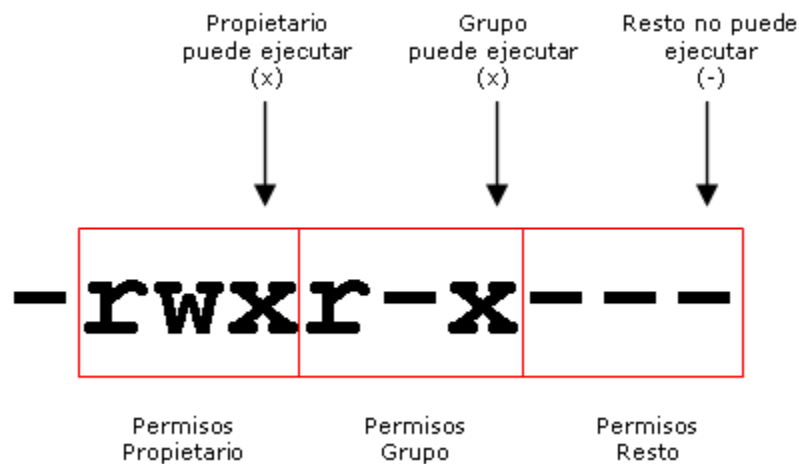 Propietario
puede ejecutar
(x)
Grupo
puede ejecutar
(x)
Resto no puede
ejecutar
(-)
-rwxr-x---
Permisos
Propietario
Permisos
Grupo
Permisos
Resto